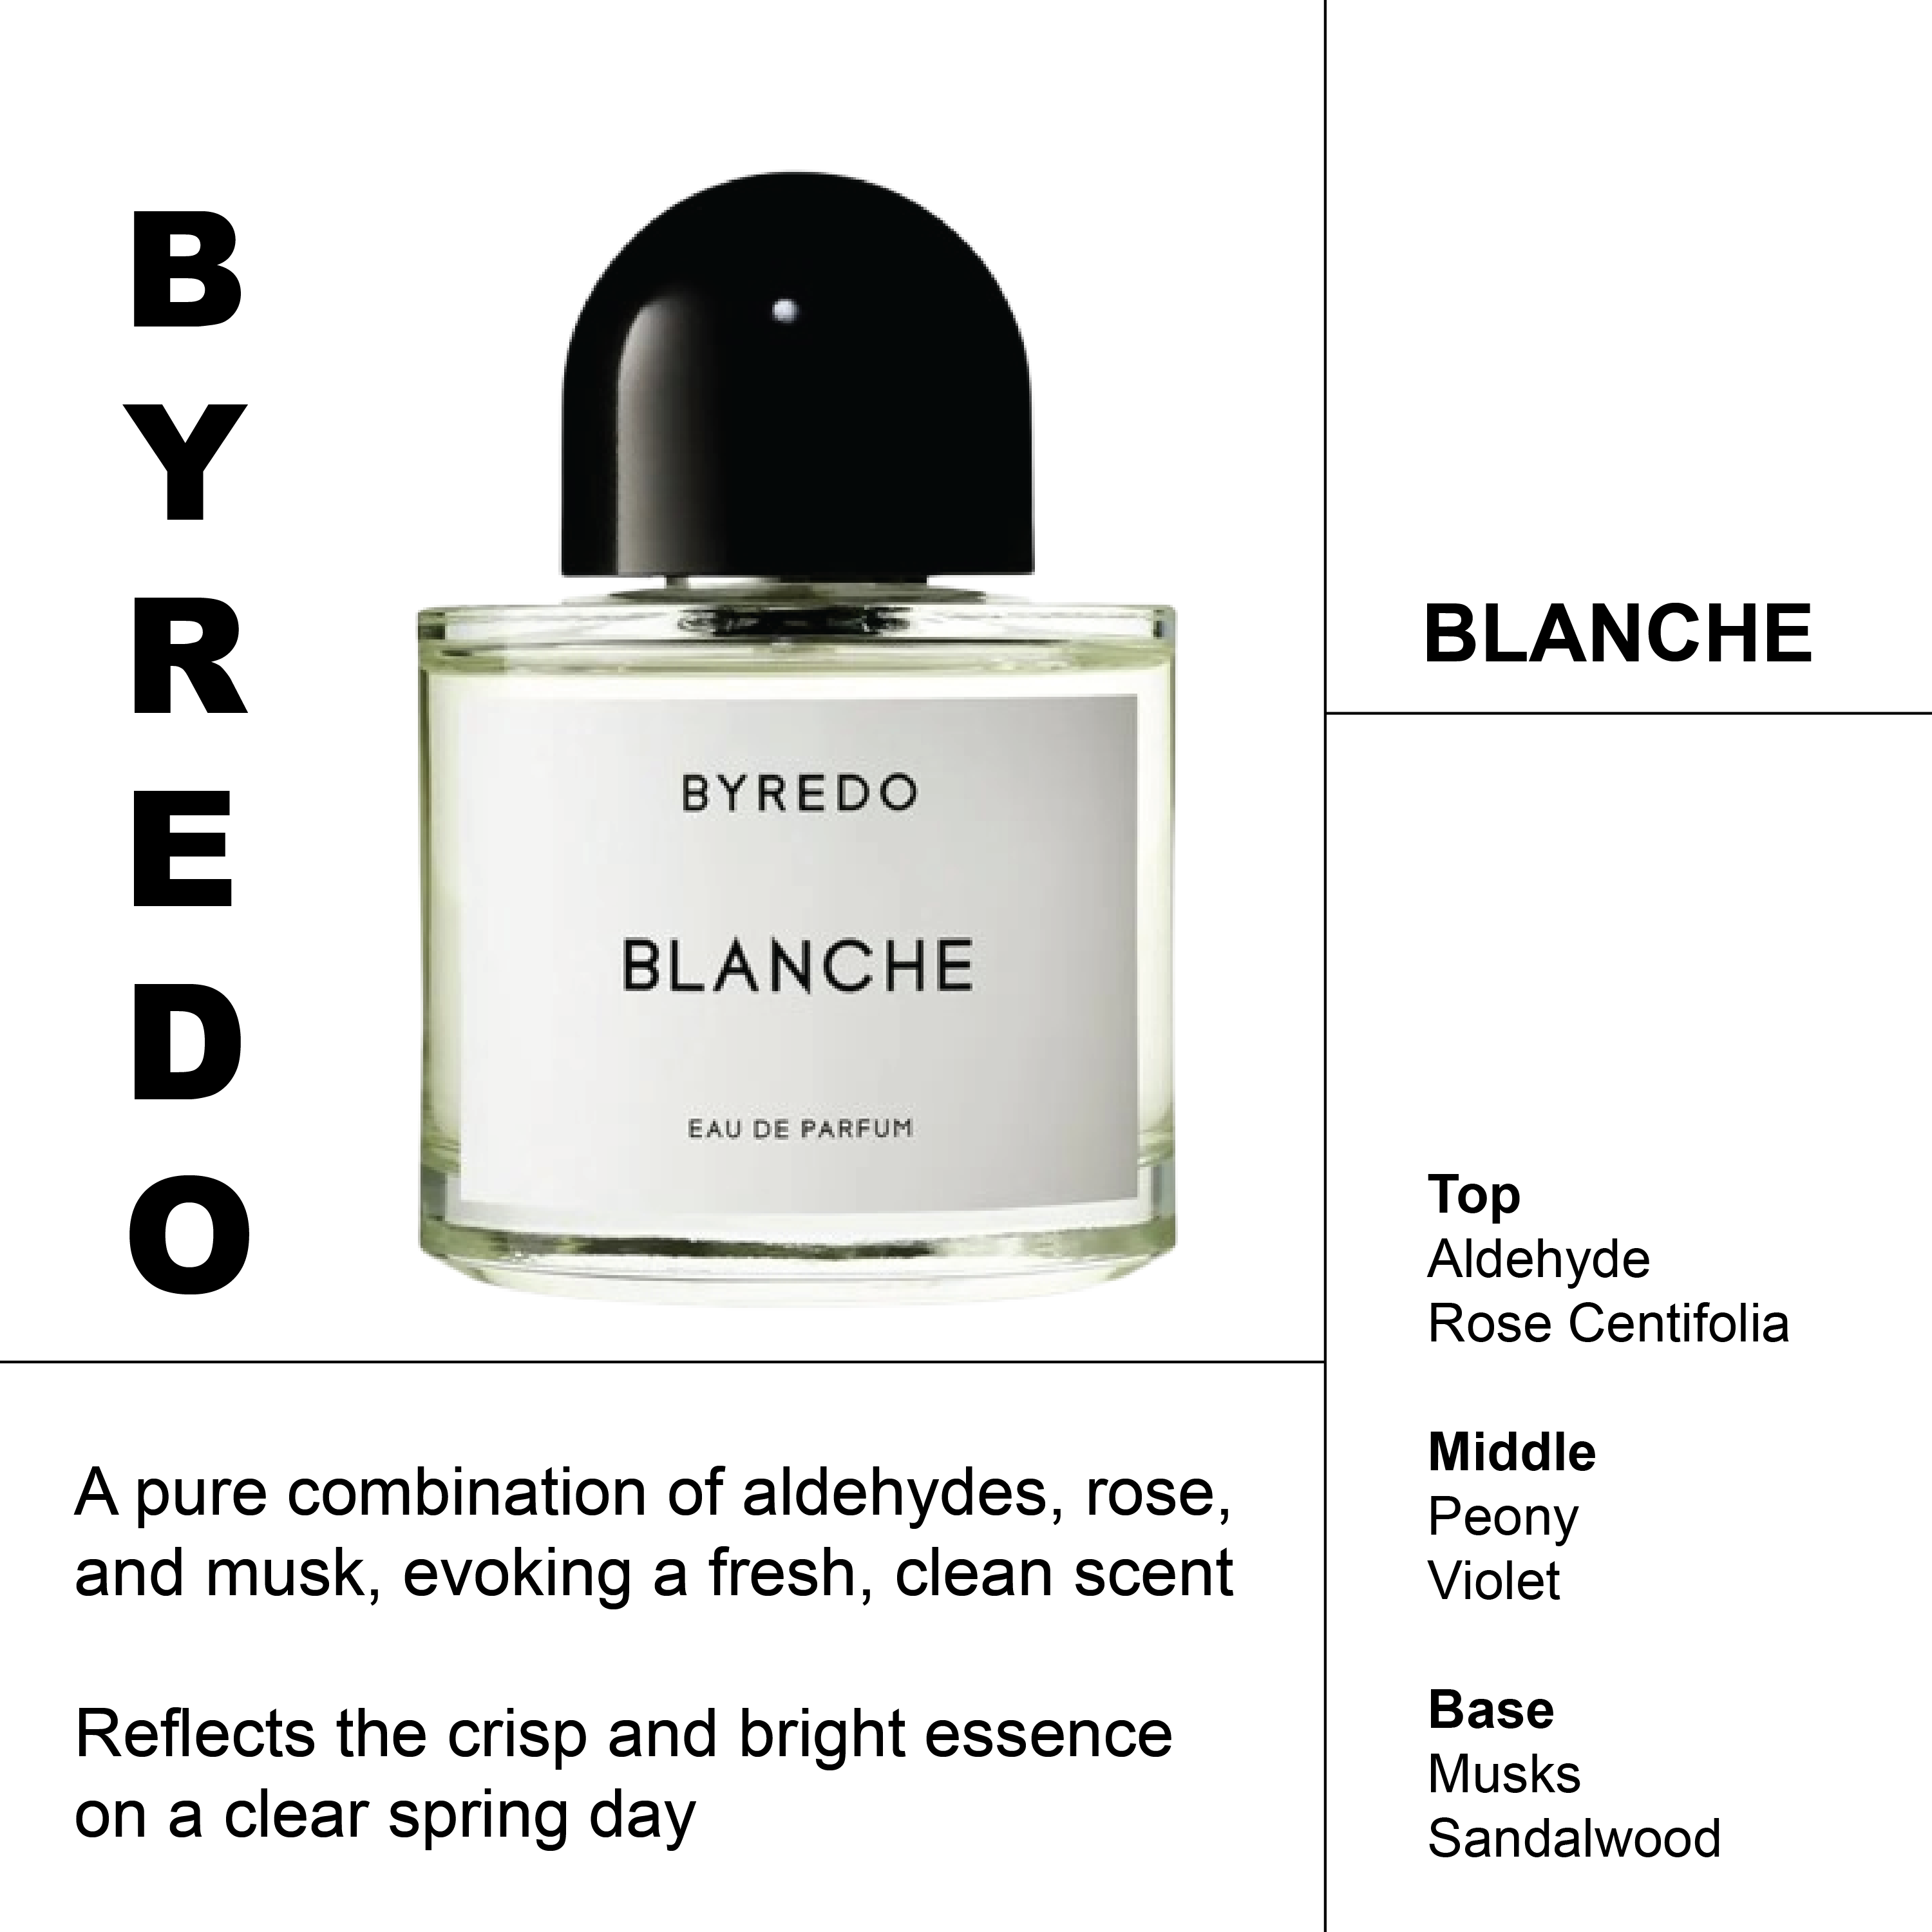 BYREDO
BYREDO
BLANCHE
EAU DE PARFUM
BLANCHE
Top
Aldehyde
Rose Centifolia
Middle
Peony
Violet
Base
Musks
Sandalwood
A pure combination of aldehydes, rose,
and musk, evoking a fresh, clean scent
Reflects the crisp and bright essence
on a clear spring day